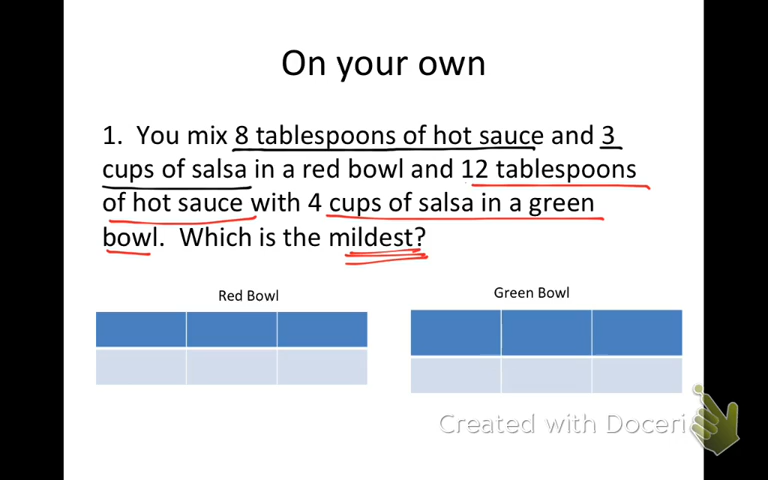 On your own
1. You mix 8 tablespoons of hot sauce and 3
cups of salsa in a red bowl and 12 tablespoons
of hot sauce with 4 cups of salsa in a green
bowl. Which is the mildest?
Red Bowl
Green Bowl
Created with Doceri